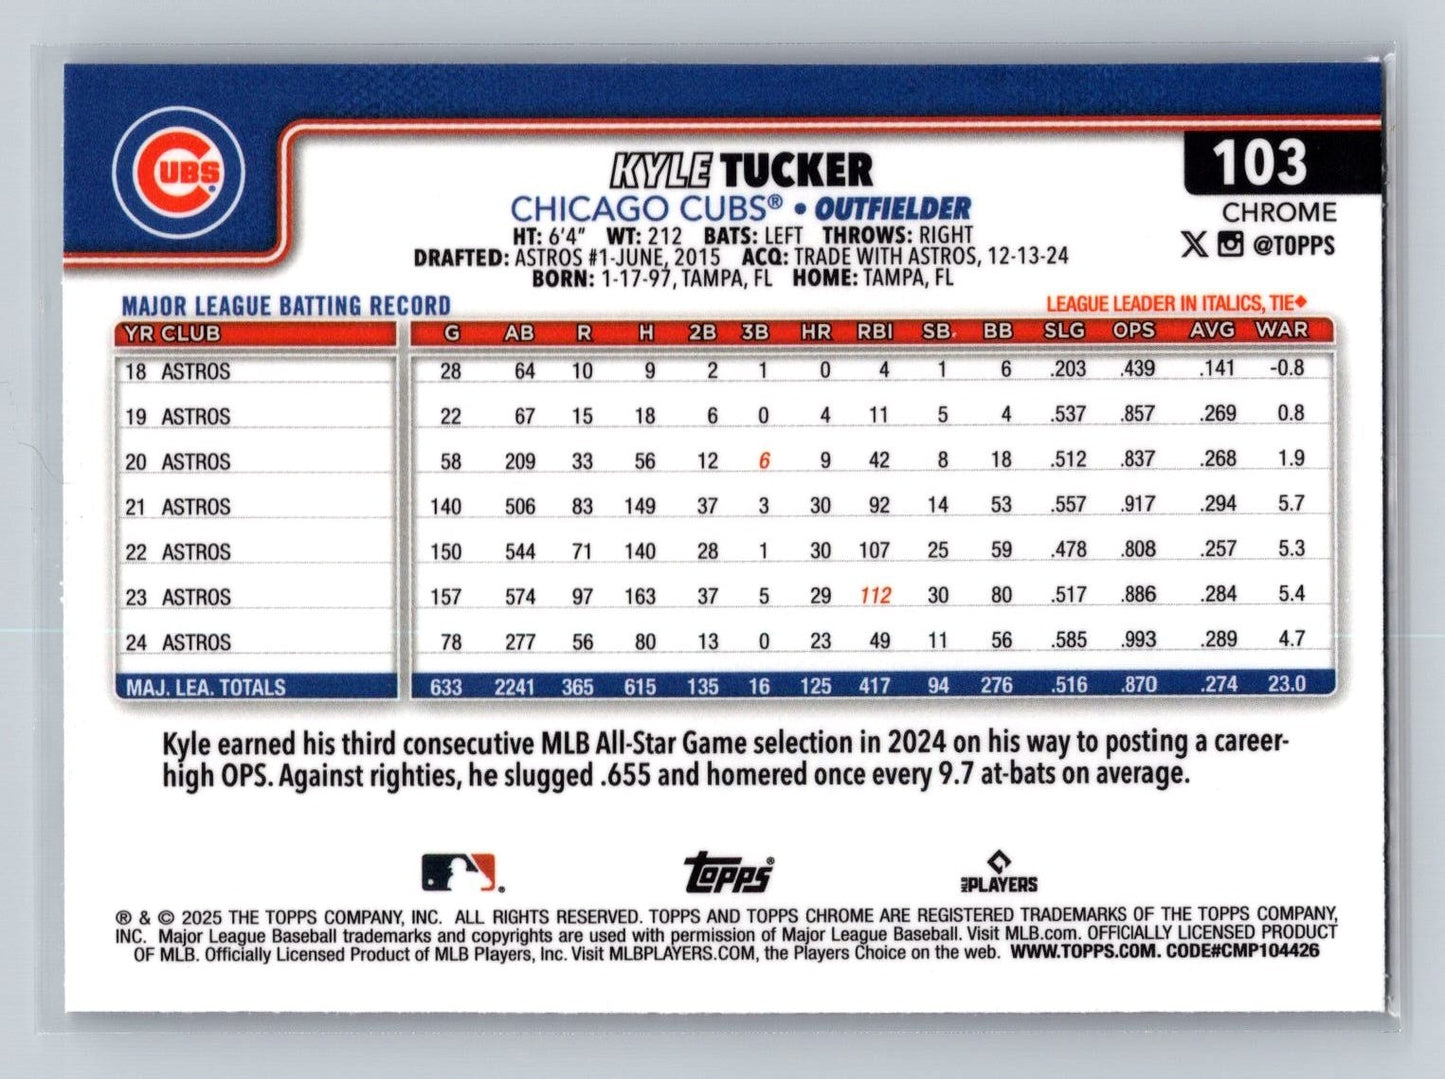 CUBS®
KYLE TUCKER
103
CHICAGO CUBS® • OUTFIELDER
CHROME
HT: 6'4" WT: 212 BATS: LEFT THROWS: RIGHT
@TOPPS
DRAFTED: ASTROS #1-JUNE, 2015 ACQ: TRADE WITH ASTROS, 12-13-24
BORN: 1-17-97, TAMPA, FL HOME: TAMPA, FL
MAJOR LEAGUE BATTING RECORD LEAGUE LEADER IN ITALICS, TIE♦
YR CLUB G AB R H 2B 3B HR RBI SB BB SLG OPS AVG WAR
18 ASTROS 28 64 10 9 2 1 0 4 1 6 .203 .439 .141 -0.8
19 ASTROS 22 67 15 18 6 0 4 11 5 4 .537 .857 .269 0.8
20 ASTROS 58 209 33 56 12 6 9 42 8 18 .512 .837 .268 1.9
21 ASTROS 140 506 83 149 37 3 30 92 14 53 .557 .917 .294 5.7
22 ASTROS 150 544 71 140 28 1 30 107 25 59 .478 .808 .257 5.3
23 ASTROS 157 574 97 163 37 5 29 112 30 80 .517 .886 .284 5.4
24 ASTROS 78 277 56 80 13 0 23 49 11 56 .585 .993 .289 4.7
MAJ. LEA. TOTALS 633 2241 365 615 135 16 125 417 94 276 .516 .870 .274 23.0
Kyle earned his third consecutive MLB All-Star Game selection in 2024 on his way to posting a career-
high OPS. Against righties, he slugged .655 and homered once every 9.7 at-bats on average.
topps®
MLB PLAYERS
® & © 2025 THE TOPPS COMPANY, INC. ALL RIGHTS RESERVED. TOPPS AND TOPPS CHROME ARE REGISTERED TRADEMARKS OF THE TOPPS COMPANY,
INC. Major League Baseball trademarks and copyrights are used with permission of Major League Baseball. Visit MLB.com. OFFICIALLY LICENSED PRODUCT
OF MLB. Officially Licensed Product of MLB Players, Inc. Visit MLBPLAYERS.COM, the Players Choice on the web. WWW.TOPPS.COM. CODE#CMP104426